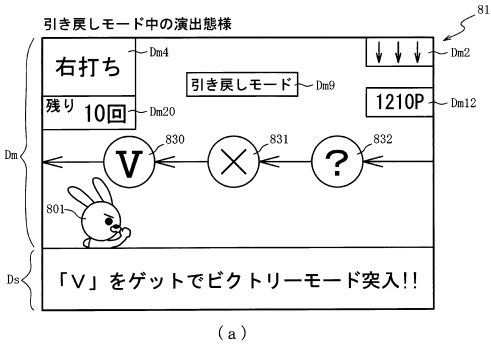 引き戻しモード中の演出態様
81
右打ち
Dm4
↓↓↓
Dm2
引き戻しモード
Dm9
残り 10回
Dm20
1210P
Dm12
Dm
V
830
×
831
?
832
801
Ds
「V」をゲットでビクトリーモード突入!!
(a)